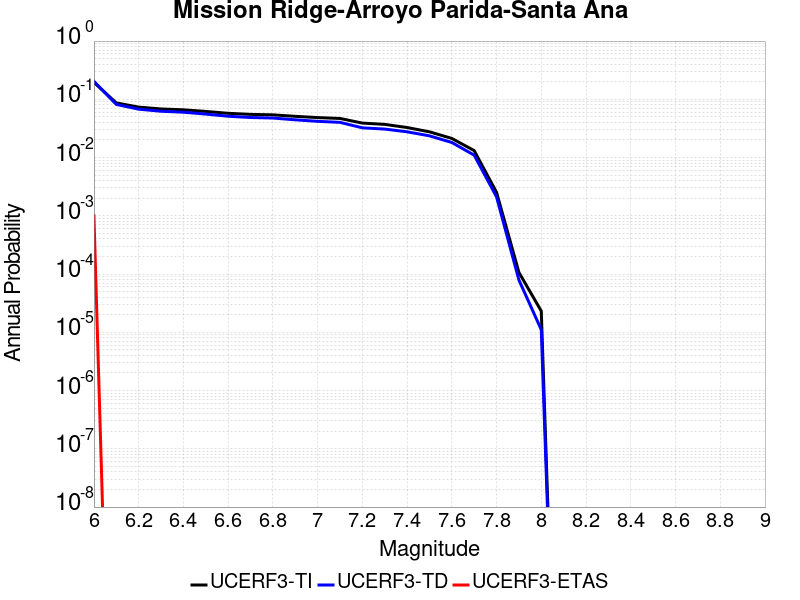 Mission Ridge-Arroyo Parida-Santa Ana
10^0
10^-1
10^-2
10^-3
10^-4
10^-5
10^-6
10^-7
10^-8
Annual Probability
6 6.2 6.4 6.6 6.8 7 7.2 7.4 7.6 7.8 8 8.2 8.4 8.6 8.8 9
Magnitude
UCERF3-TI UCERF3-TD UCERF3-ETAS